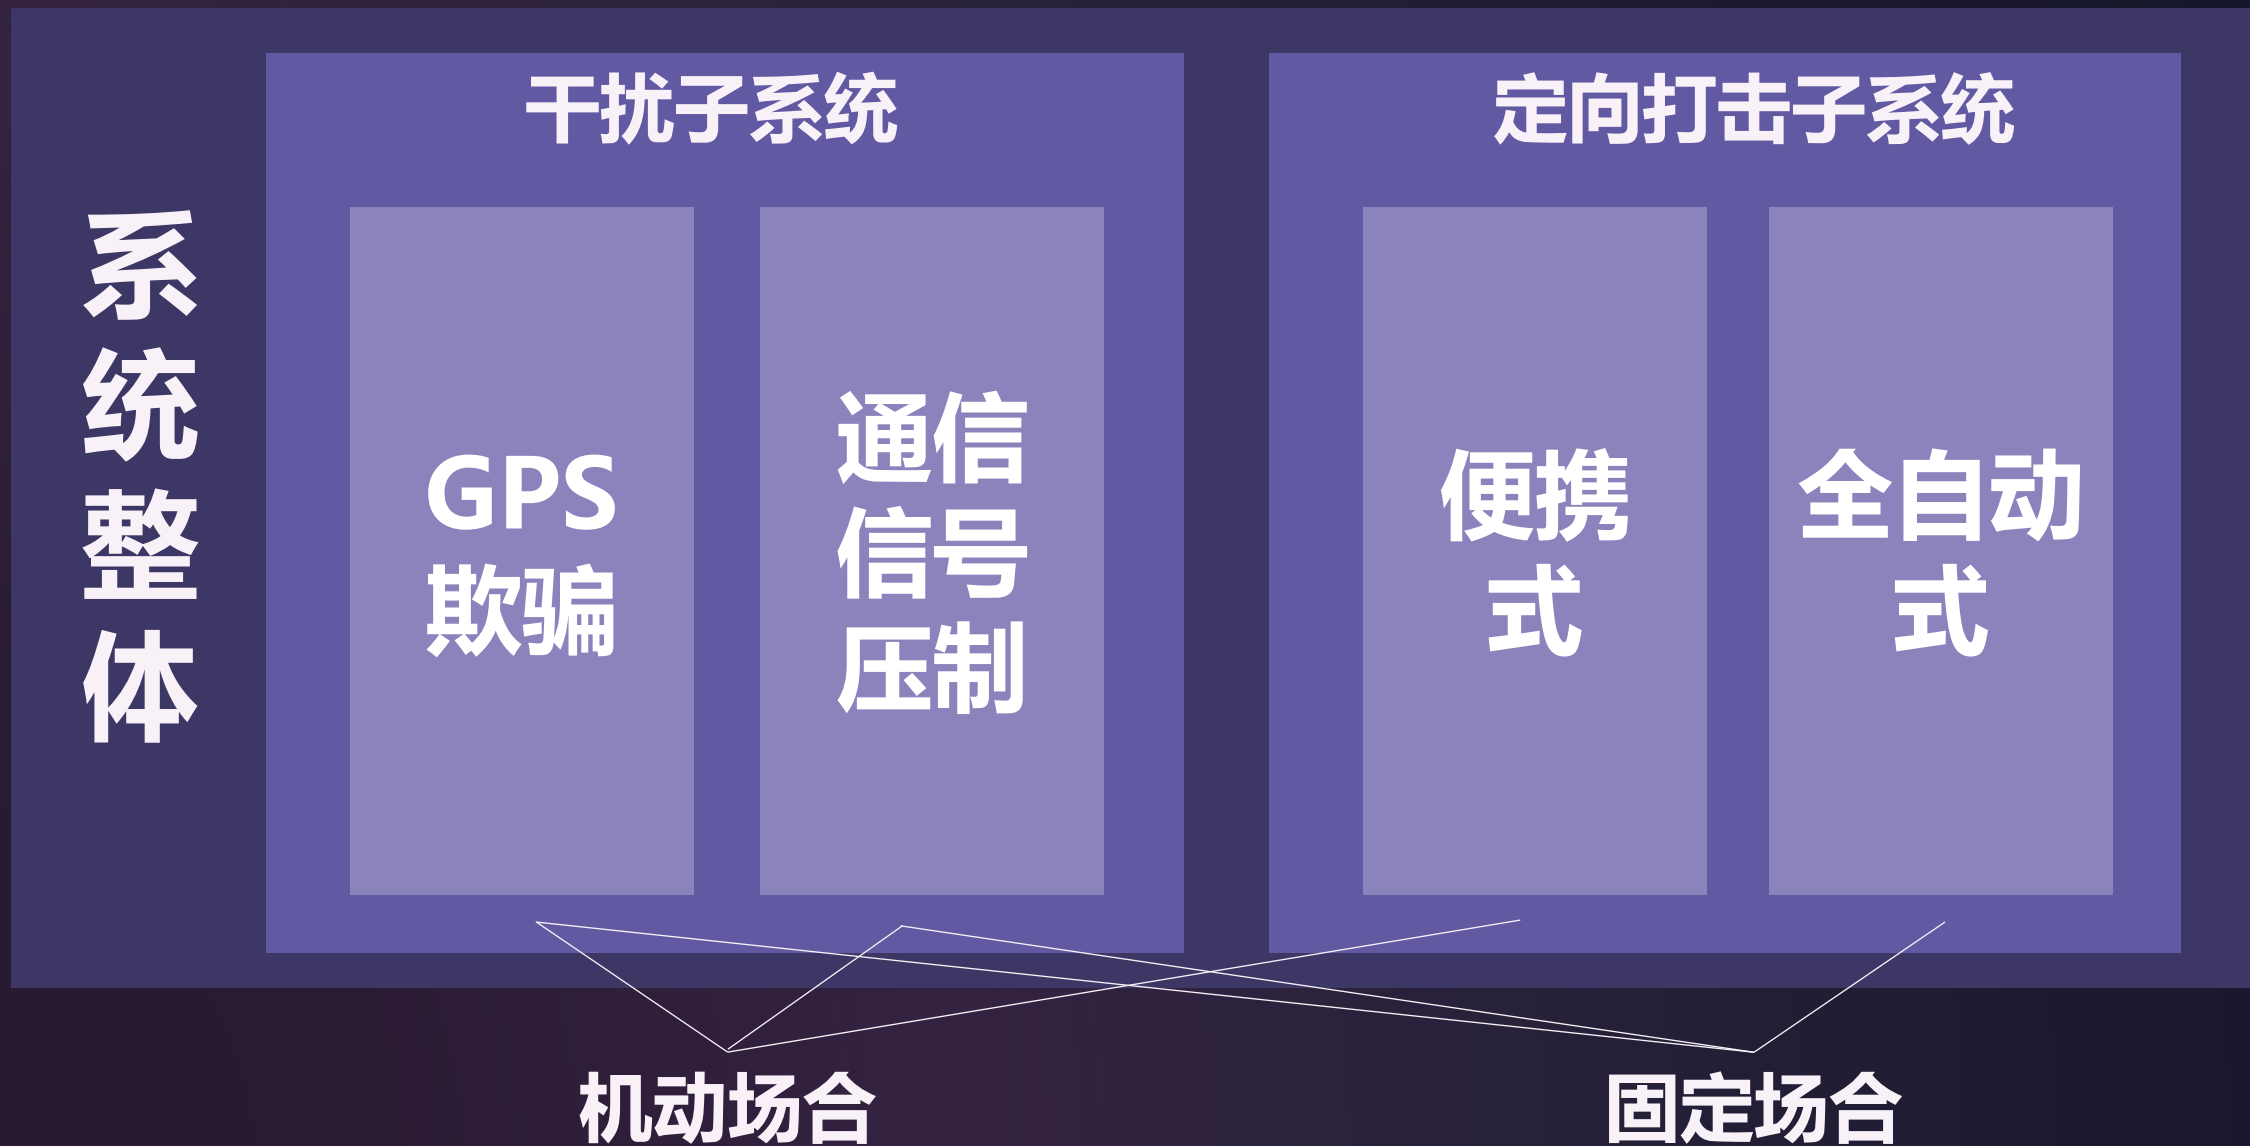 系
统
整
体
干扰子系统
GPS
欺骗
通信
信号
压制
定向打击子系统
便携
式
全自动
式
机动场合
固定场合